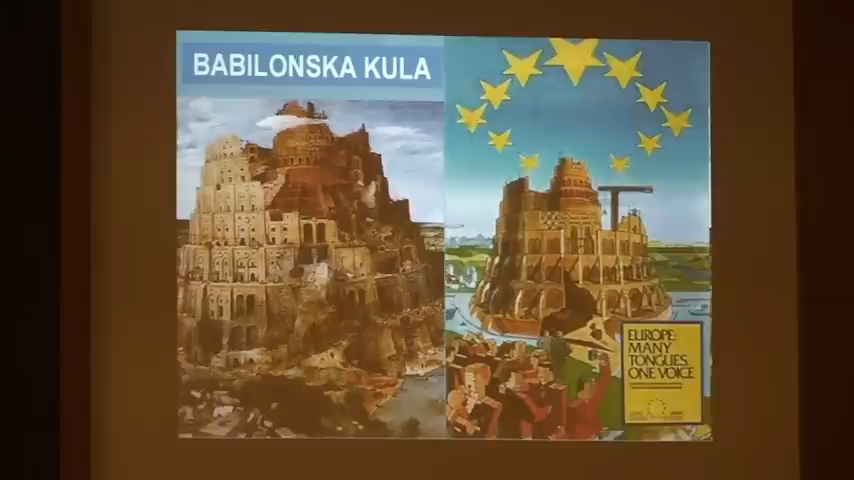 BABILONSKA KULA
EUROPE:
MANY
TONGUES
ONE VOICE